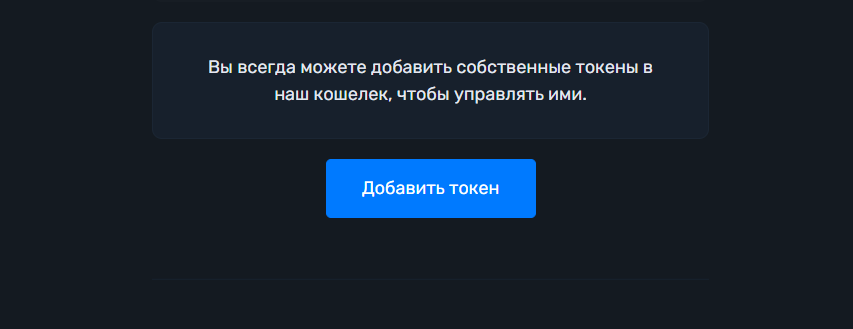 Вы всегда можете добавить собственные токены в
наш кошелек, чтобы управлять ими.
Добавить токен